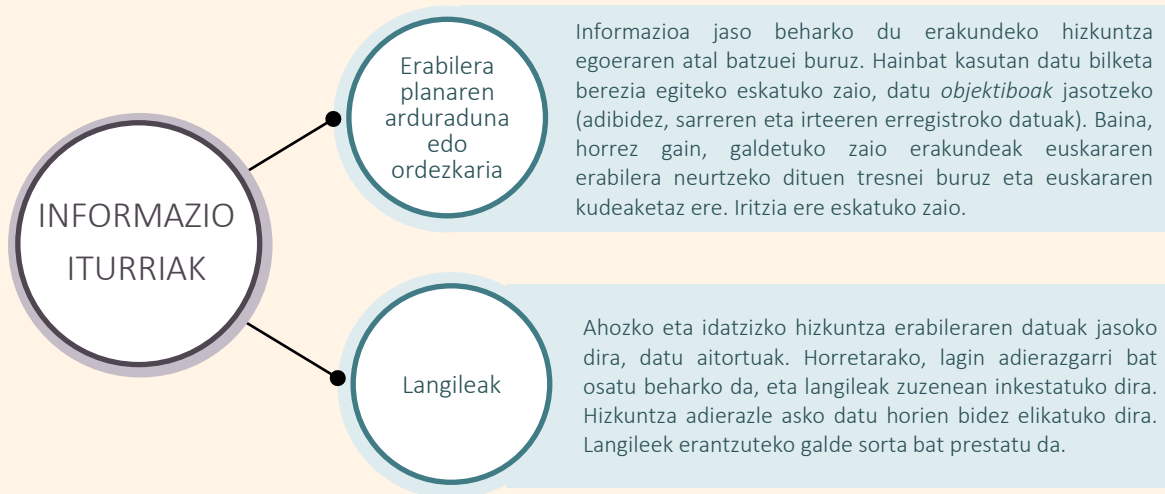 INFORMAZIO
ITURRIAK
Erabilera
planaren
arduraduna
edo
ordezkaria
Informazioa jaso beharko du erakundeko hizkuntza
egoeraren atal batzuei buruz. Hainbat kasutan datu bilketa
berezia egiteko eskatuko zaio, datu objektiboak jasotzeko
(adibidez, sarreren eta irteeren erregistroko datuak). Baina,
horrez gain, galdetuko zaio erakundeak euskararen
erabilera neurtzeko dituen tresnei buruz eta euskararen
kudeaketaz ere. Iritzia ere eskatuko zaio.
Langileak
Ahozko eta idatzizko hizkuntza erabileraren datuak jasoko
dira, datu aitortuak. Horretarako, lagin adierazgarri bat
osatu beharko da, eta langileak zuzenean inkestatuko dira.
Hizkuntza adierazle asko datu horien bidez elikatuko dira.
Langileek erantzuteko galde sorta bat prestatu da.